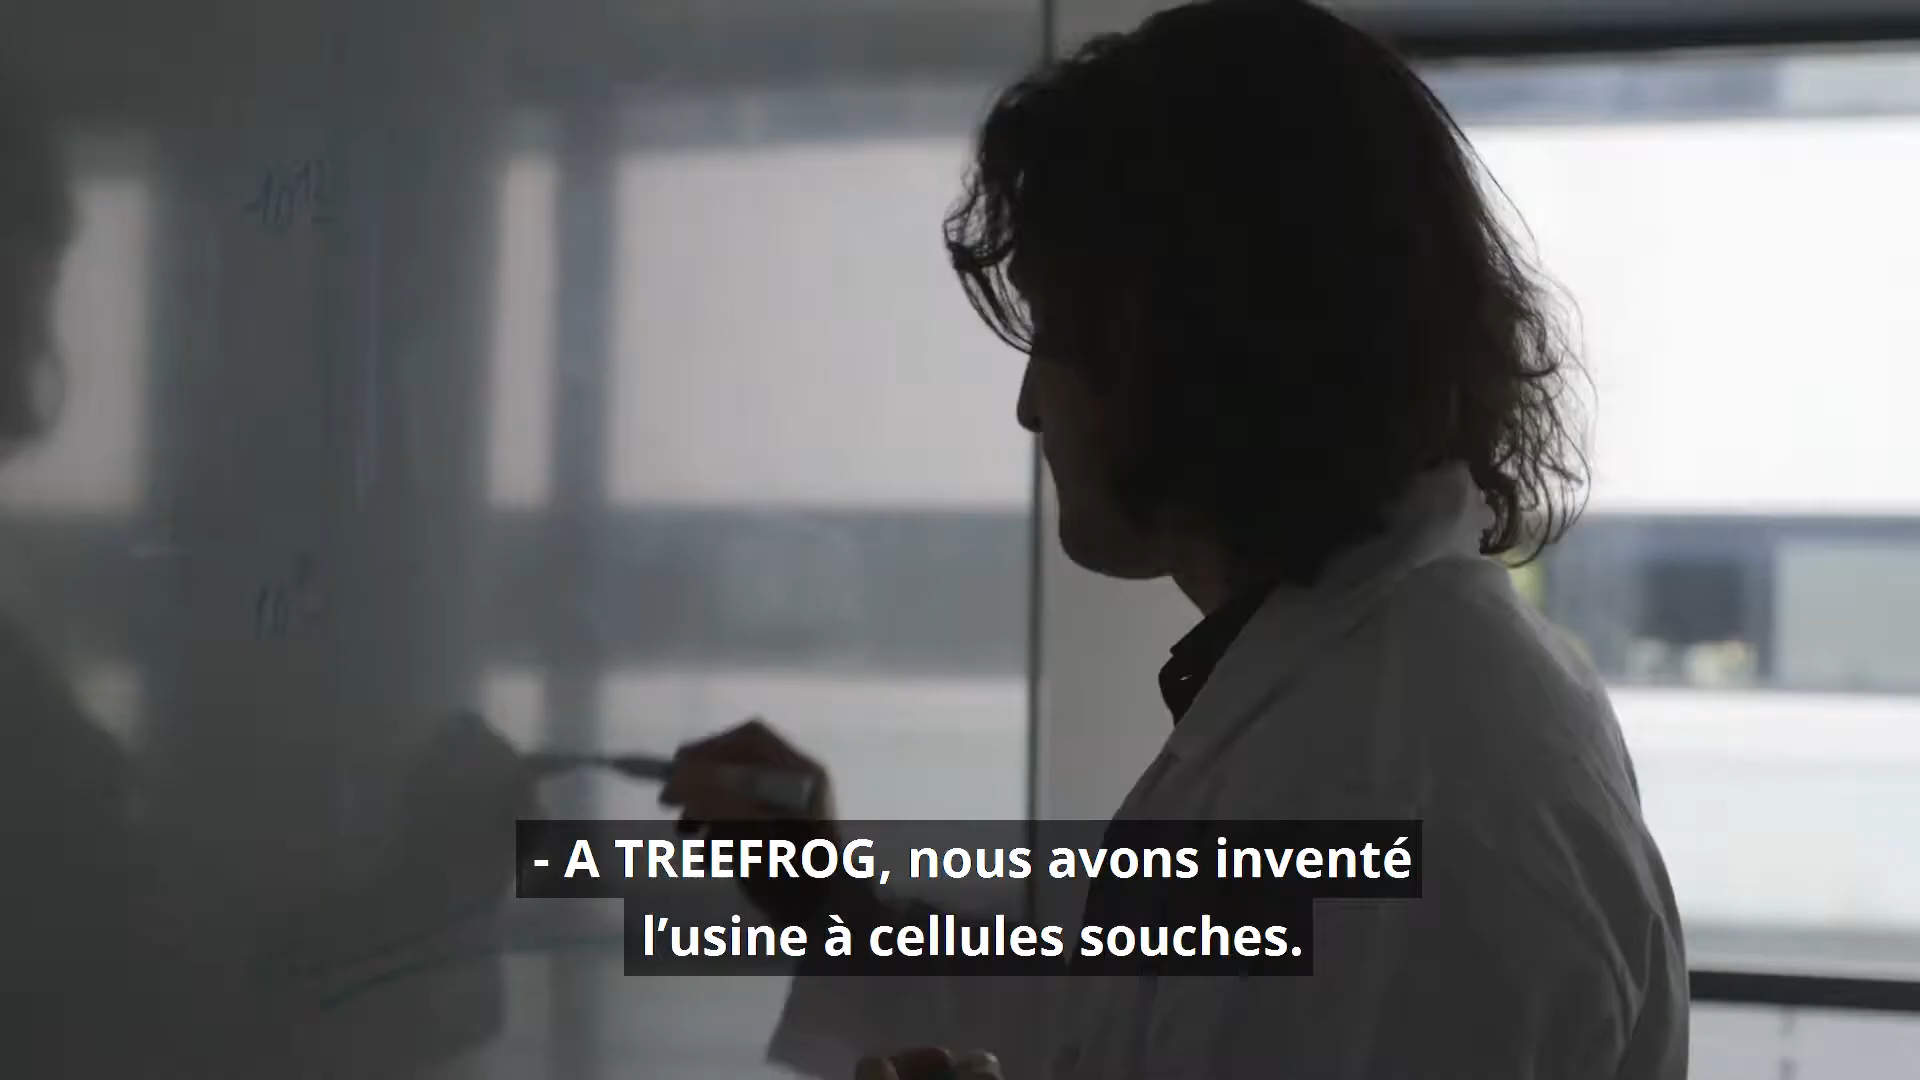 - A TREEFROG, nous avons inventé
l’usine à cellules souches.